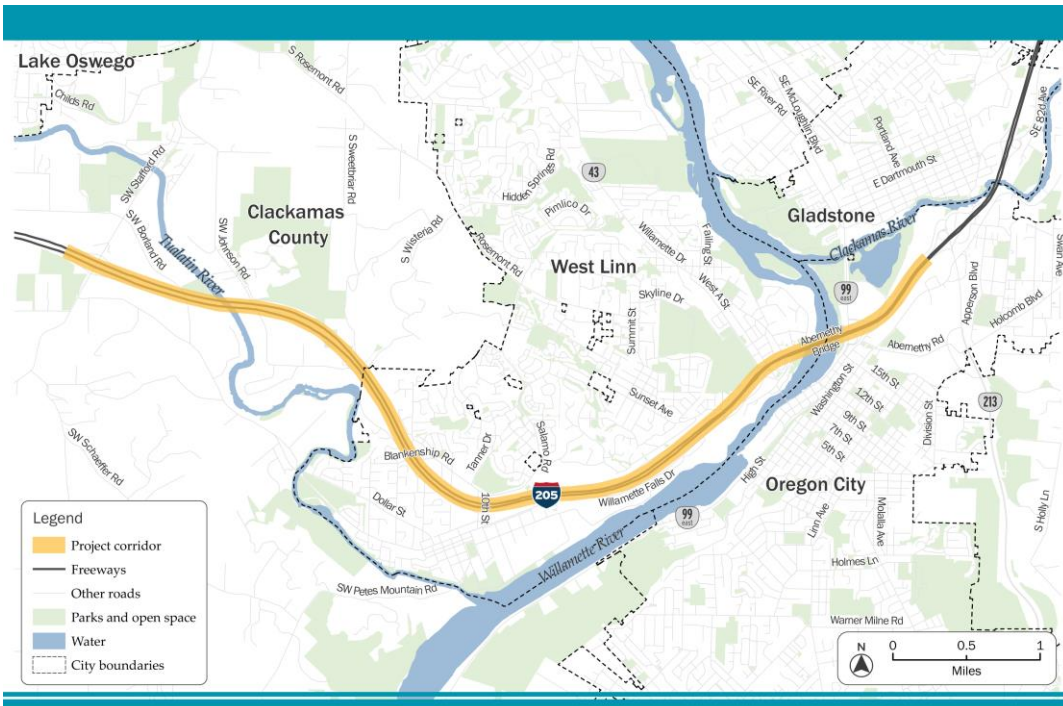 Lake Oswego
Childs Rd
S Rosemont Rd
SW Stafford Rd
SW Borland Rd
Tualatin River
SW Johnson Rd
Clackamas
County
S Sweetbriar Rd
S Wisteria Rd
Rosemont Rd
Hidden Springs Rd
43
Pimlico Dr
West Linn
Willamette Dr
Failing St
West A St
Skyline Dr
Summit St
Sunset Ave
SE River Rd
SE McLoughlin Blvd
Portland Ave
E Dartmouth St
SE 82nd Ave
Gladstone
Clackamas River
99
east
Abernethy
Bridge
Abernethy Rd
Apperson Blvd
Holcomb Blvd
Swan Ave
213
Washington St
15th St
12th St
9th St
7th St
5th St
Division St
High St
Oregon City
Linn Ave
Molalla Ave
Holmes Ln
Warner Milne Rd
S Holly Ln
SW Schaeffer Rd
Blankenship Rd
Tanner Dr
Salamo Rd
Dollar St
10th St
205
Willamette Falls Dr
99
east
Willamette River
SW Petes Mountain Rd
Legend
Project corridor
Freeways
Other roads
Parks and open space
Water
City boundaries
N
0 0.5 1
Miles